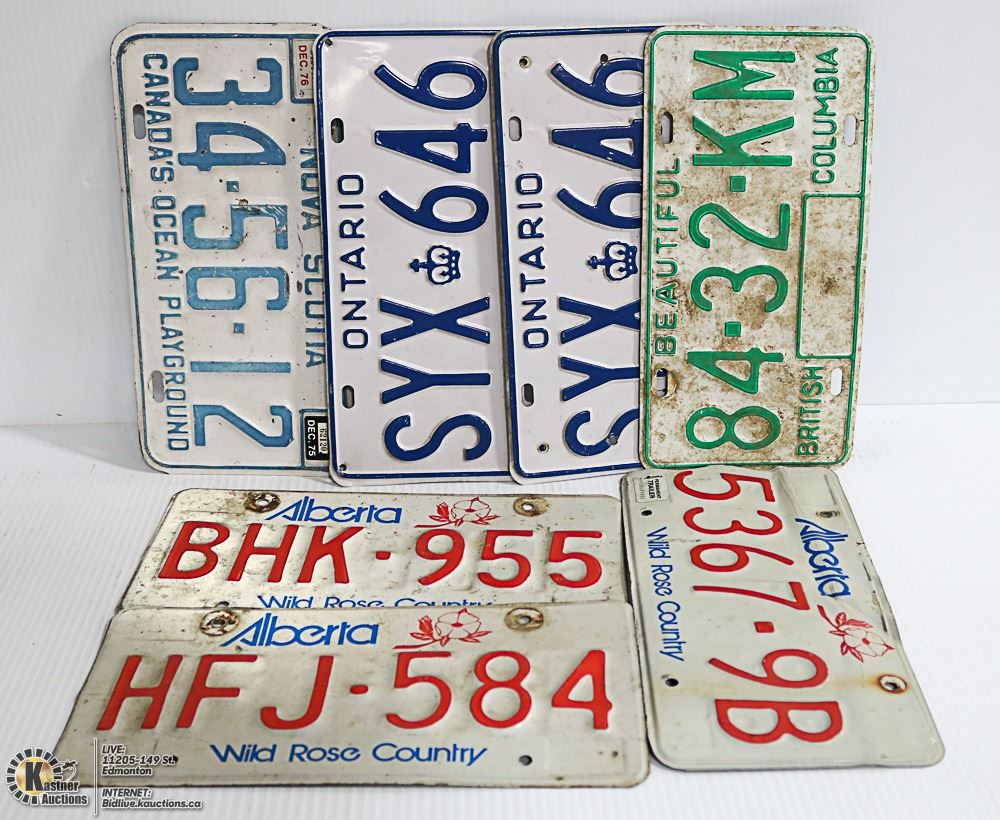 DEC. 76
NOVA SCOTIA
34·56·12
CANADA'S OCEAN PLAYGROUND
DEC. 75
ONTARIO
SYX 646
ONTARIO
SYX 646
BEAUTIFUL
84·32·KM
BRITISH COLUMBIA
Alberta
BHK·955
Wild Rose Country
Alberta
HFJ·584
Wild Rose Country
TRAILER
Alberta
5367·9B
Wild Rose Country
Kastner
Auctions
LIVE:
11205-149 St.
Edmonton
INTERNET:
Bidlive.kauctions.ca